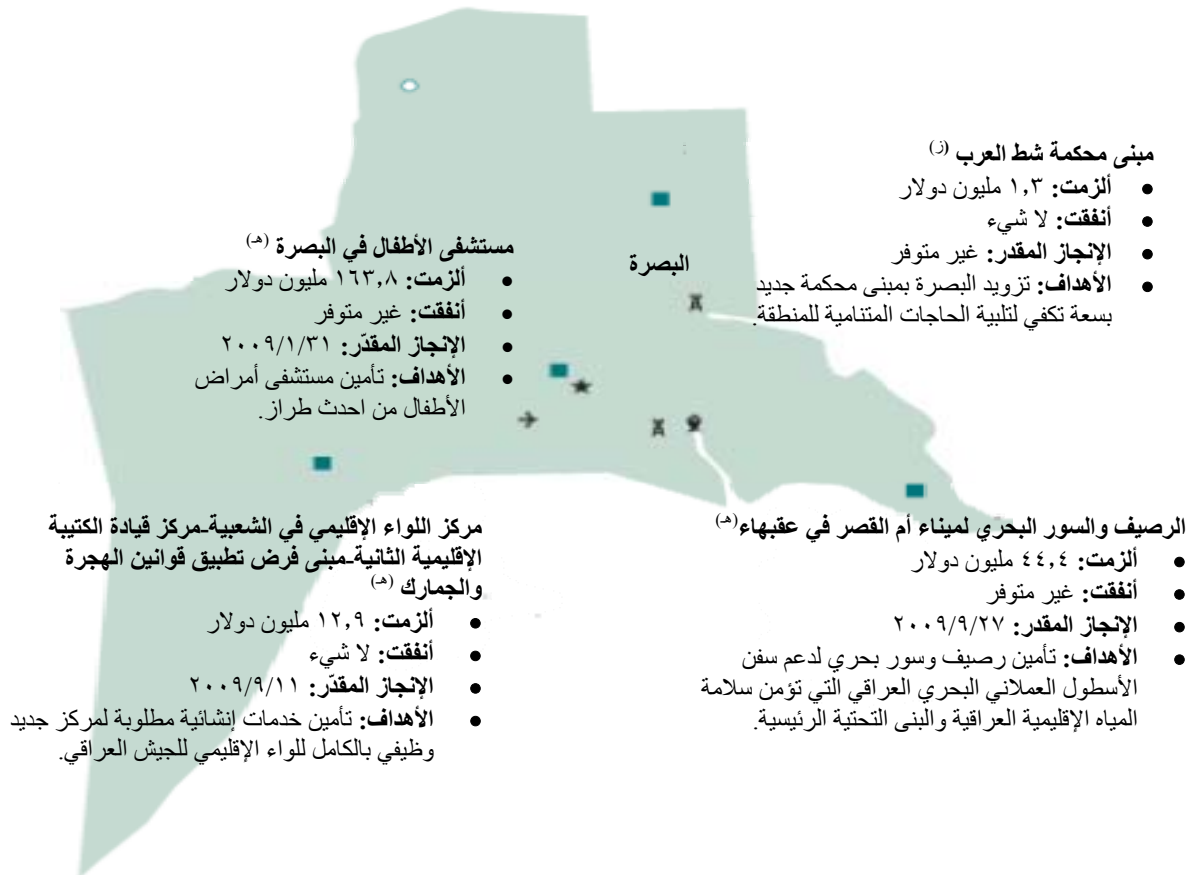 مبنى محكمة شط العرب (ز)
• ألزمت: ١,٣ مليون دولار
• أنفقت: لا شيء
• الإنجاز المقدر: غير متوفر
• الأهداف: تزويد البصرة بمبنى محكمة جديد
بسعة تكفي لتلبية الحاجات المتنامية للمنطقة.
البصرة
مستشفى الأطفال في البصرة (هـ)
• ألزمت: ١٦٣,٨ مليون دولار
• أنفقت: غير متوفر
• الإنجاز المقدّر: ٢٠٠٩/١/٣١
• الأهداف: تأمين مستشفى أمراض
الأطفال من احدث طراز.
الرصيف والسور البحري لميناء أم القصر في عقبهاء(هـ)
• ألزمت: ٤٤,٤ مليون دولار
• أنفقت: غير متوفر
• الإنجاز المقدر: ٢٠٠٩/٩/٢٧
• الأهداف: تأمين رصيف وسور بحري لدعم سفن
الأسطول العملاني البحري العراقي التي تؤمن سلامة
المياه الإقليمية العراقية والبنى التحتية الرئيسية.
مركز اللواء الإقليمي في الشعبية-مركز قيادة الكتيبة
الإقليمية الثانية-مبنى فرض تطبيق قوانين الهجرة
والجمارك (هـ)
• ألزمت: ١٢,٩ مليون دولار
• أنفقت: لا شيء
• الإنجاز المقدّر: ٢٠٠٩/٩/١١
• الأهداف: تأمين خدمات إنشائية مطلوبة لمركز جديد
وظيفي بالكامل للواء الإقليمي للجيش العراقي.